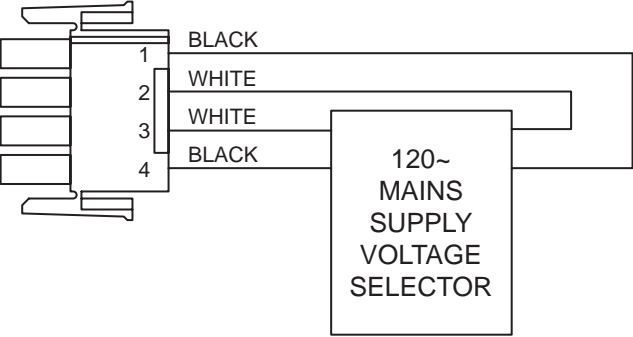 1 BLACK
2 WHITE
3 WHITE
4 BLACK
120~
MAINS
SUPPLY
VOLTAGE
SELECTOR